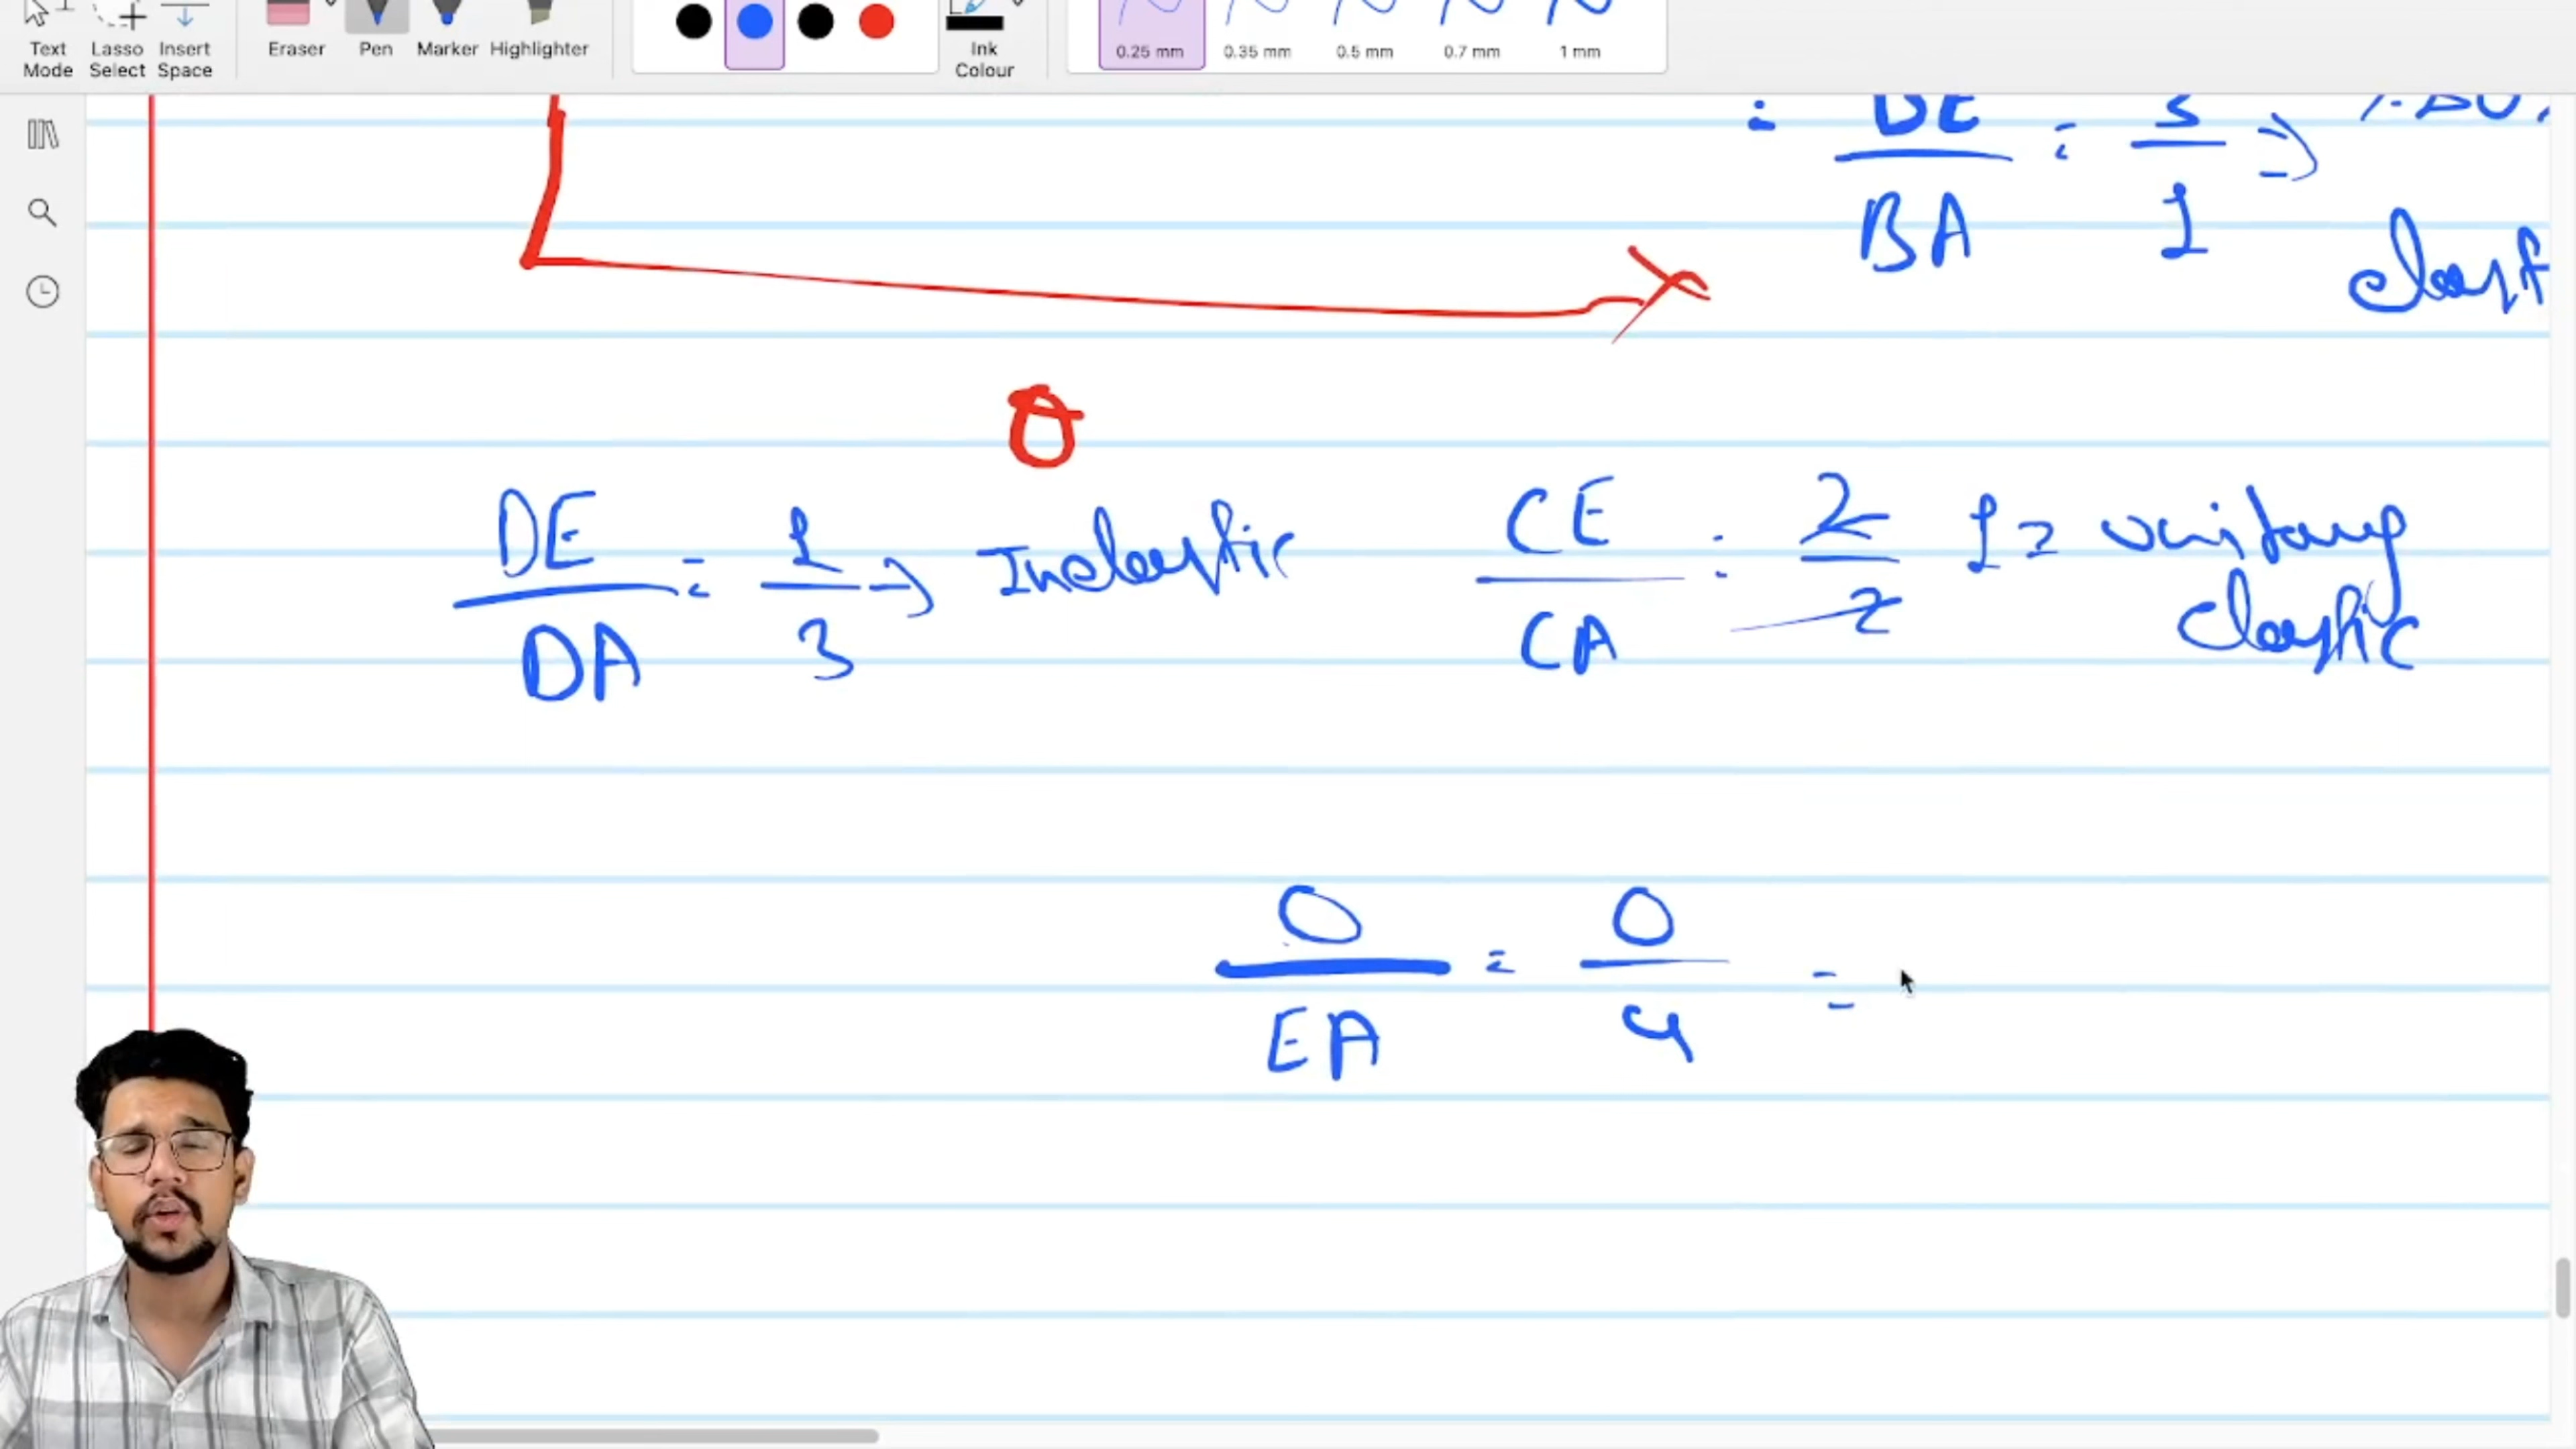 Text Mode
Lasso Select
Insert Space
Eraser
Pen
Marker
Highlighter
Ink Colour
0.25 mm
0.35 mm
0.5 mm
0.7 mm
1 mm
= BE/BA = 3/1 =>
Q
DE/DA = 1/3 => Inelastic
CE/CA = 2/2 1 = unitary elastic
0/EA = 0/4 =